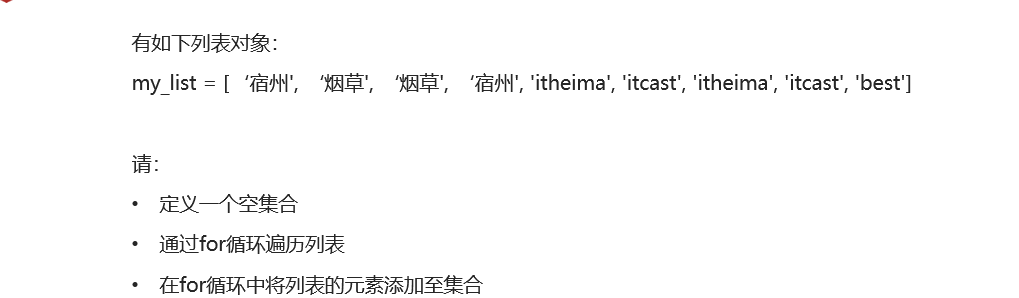 有如下列表对象：
my_list = [ ‘宿州', ‘烟草', ‘烟草', ‘宿州', 'itheima', 'itcast', 'itheima', 'itcast', 'best']
请：
• 定义一个空集合
• 通过for循环遍历列表
• 在for循环中将列表的元素添加至集合